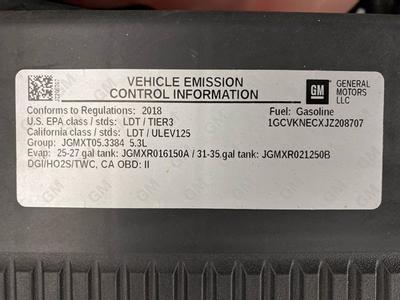 VEHICLE EMISSION
CONTROL INFORMATION
GM GENERAL
MOTORS
LLC
Conforms to Regulations: 2018 Fuel: Gasoline
U.S. EPA class / stds: LDT / TIER3 1GCVKNECXJZ208707
California class / stds: LDT / ULEV125
Group: JGMXT05.3384 5.3L
Evap: 25-27 gal tank: JGMXR016150A / 31-35.gal tank: JGMXR021250B
DGI/HO2S/TWC, CA OBD: II